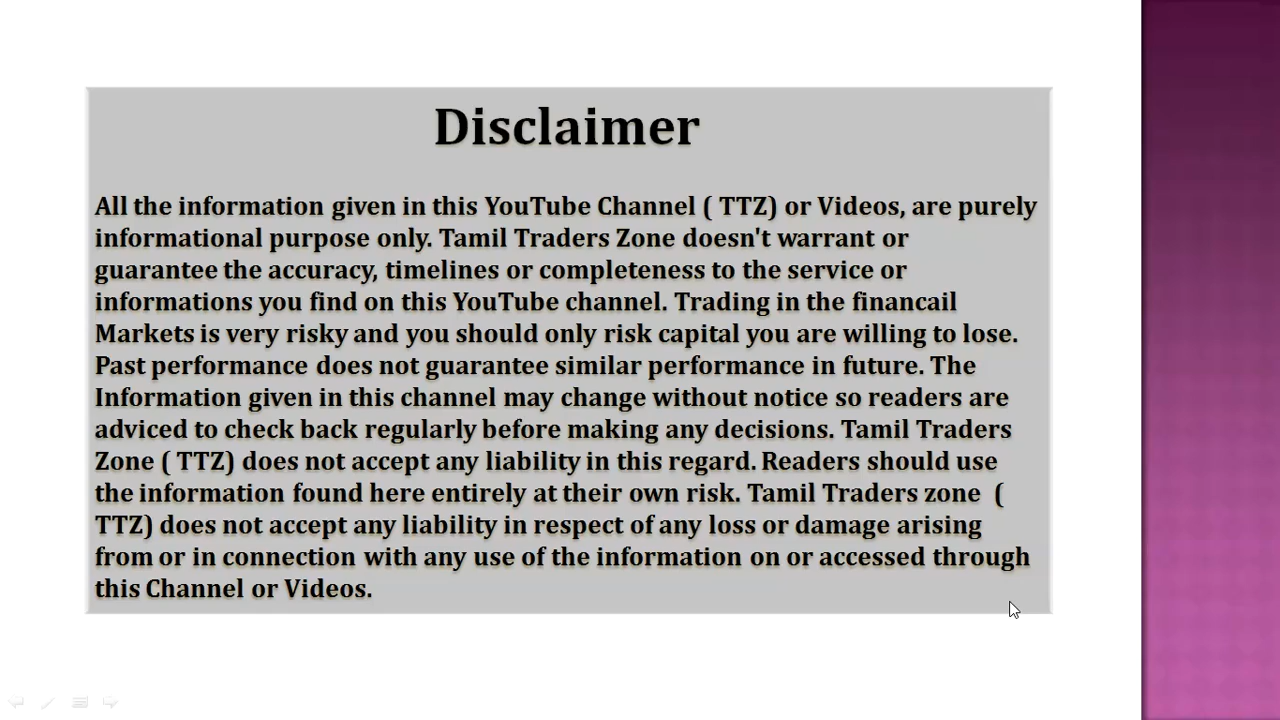 Disclaimer
All the information given in this YouTube Channel ( TTZ) or Videos, are purely
informational purpose only. Tamil Traders Zone doesn't warrant or
guarantee the accuracy, timelines or completeness to the service or
informations you find on this YouTube channel. Trading in the financail
Markets is very risky and you should only risk capital you are willing to lose.
Past performance does not guarantee similar performance in future. The
Information given in this channel may change without notice so readers are
adviced to check back regularly before making any decisions. Tamil Traders
Zone ( TTZ) does not accept any liability in this regard. Readers should use
the information found here entirely at their own risk. Tamil Traders zone  (
TTZ) does not accept any liability in respect of any loss or damage arising
from or in connection with any use of the information on or accessed through
this Channel or Videos.